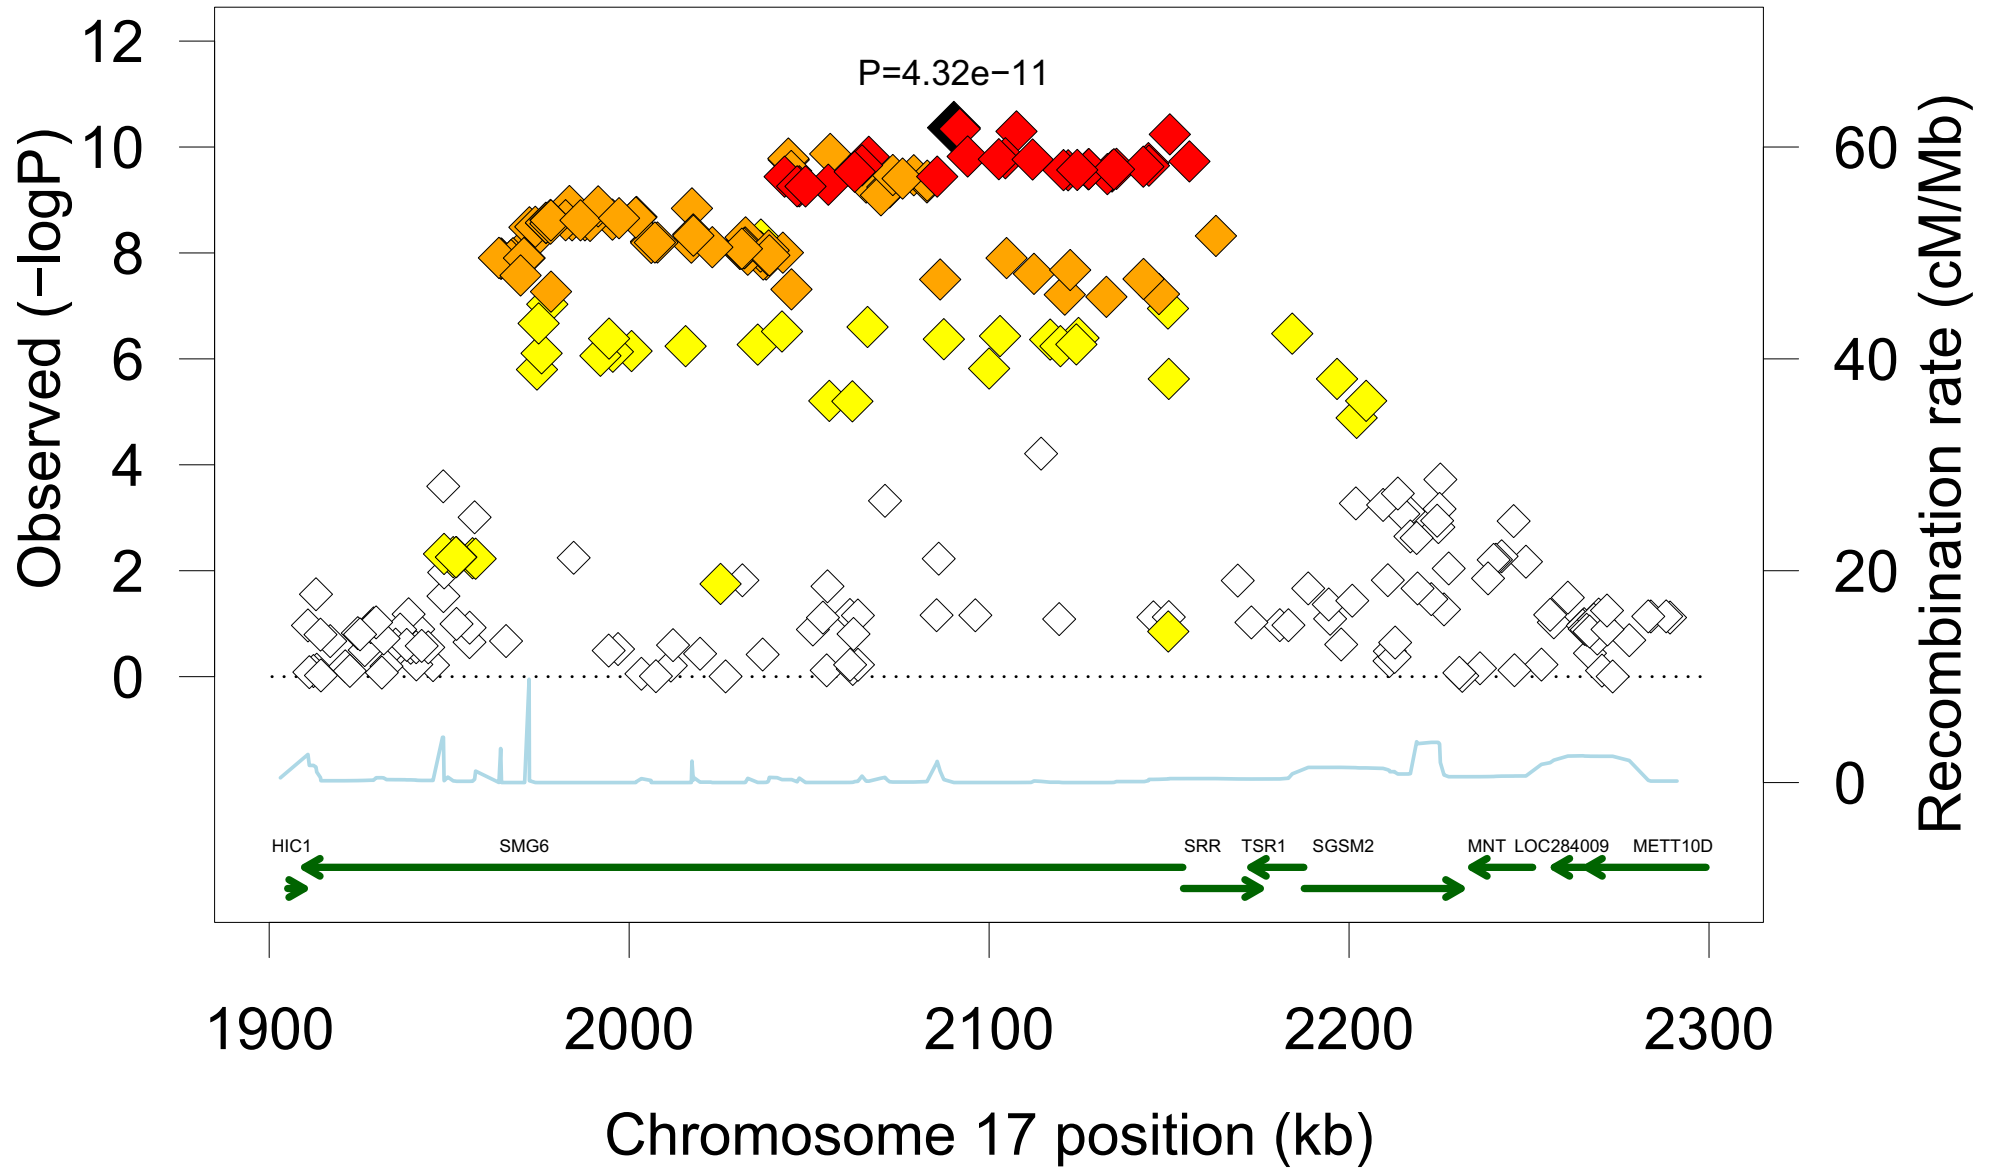 P=4.32e−11
Observed (−logP)
12
10
8
6
4
2
0
60
40
20
0
Recombination rate (cM/Mb)
HIC1 SMG6 SRR TSR1 SGSM2 MNT LOC284009 METT10D
1900 2000 2100 2200 2300
Chromosome 17 position (kb)